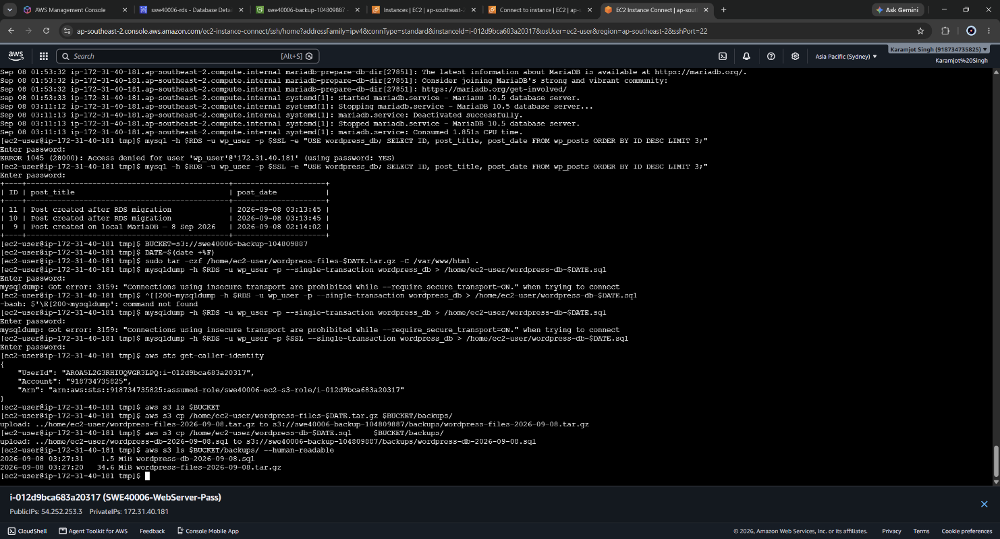 AWS Management Console
swe40006-rds - Database Deta
swe40006-backup-104809887 -
Instances | EC2 | ap-southeast-2
Connect to instance | EC2 | ap-s
EC2 Instance Connect | ap-sout
Ask Gemini
ap-southeast-2.console.aws.amazon.com/ec2-instance-connect/ssh/home?addressFamily=ipv4&connType=standard&instanceId=i-012d9bca683a20317&osUser=ec2-user&region=ap-southeast-2&sshPort=22
aws
Search
[Alt+S]
Asia Pacific (Sydney) ▼
Karamjot Singh (918734735825) ▼
Karamjot%20Singh
Sep 08 01:53:32 ip-172-31-40-181.ap-southeast-2.compute.internal mariadb-prepare-db-dir[27851]: The latest information about MariaDB is available at https://mariadb.org/.
Sep 08 01:53:32 ip-172-31-40-181.ap-southeast-2.compute.internal mariadb-prepare-db-dir[27851]: Consider joining MariaDB's strong and vibrant community:
Sep 08 01:53:32 ip-172-31-40-181.ap-southeast-2.compute.internal mariadb-prepare-db-dir[27851]: https://mariadb.org/get-involved/
Sep 08 01:53:33 ip-172-31-40-181.ap-southeast-2.compute.internal systemd[1]: Started mariadb.service - MariaDB 10.5 database server.
Sep 08 03:11:12 ip-172-31-40-181.ap-southeast-2.compute.internal systemd[1]: Stopping mariadb.service - MariaDB 10.5 database server...
Sep 08 03:11:13 ip-172-31-40-181.ap-southeast-2.compute.internal systemd[1]: mariadb.service: Deactivated successfully.
Sep 08 03:11:13 ip-172-31-40-181.ap-southeast-2.compute.internal systemd[1]: Stopped mariadb.service - MariaDB 10.5 database server.
Sep 08 03:11:13 ip-172-31-40-181.ap-southeast-2.compute.internal systemd[1]: mariadb.service: Consumed 1.851s CPU time.
[ec2-user@ip-172-31-40-181 tmp]$ mysql -h $RDS -u wp_user -p $SSL -e "USE wordpress_db; SELECT ID, post_title, post_date FROM wp_posts ORDER BY ID DESC LIMIT 3;"
Enter password:
ERROR 1045 (28000): Access denied for user 'wp_user'@'172.31.40.181' (using password: YES)
[ec2-user@ip-172-31-40-181 tmp]$ mysql -h $RDS -u wp_user -p $SSL -e "USE wordpress_db; SELECT ID, post_title, post_date FROM wp_posts ORDER BY ID DESC LIMIT 3;"
Enter password:
+----+---------------------------------------------+---------------------+
| ID | post_title | post_date |
+----+---------------------------------------------+---------------------+
| 11 | Post created after RDS migration | 2026-09-08 03:13:45 |
| 10 | Post created after RDS migration | 2026-09-08 03:13:45 |
| 9 | Post created on local MariaDB — 8 Sep 2026 | 2026-09-08 02:14:02 |
+----+---------------------------------------------+---------------------+
[ec2-user@ip-172-31-40-181 tmp]$ BUCKET=s3://swe40006-backup-104809887
[ec2-user@ip-172-31-40-181 tmp]$ DATE=$(date +%F)
[ec2-user@ip-172-31-40-181 tmp]$ sudo tar -czf /home/ec2-user/wordpress-files-$DATE.tar.gz -C /var/www/html .
[ec2-user@ip-172-31-40-181 tmp]$ mysqldump -h $RDS -u wp_user -p --single-transaction wordpress_db > /home/ec2-user/wordpress-db-$DATE.sql
Enter password:
mysqldump: Got error: 3159: "Connections using insecure transport are prohibited while --require_secure_transport=ON." when trying to connect
[ec2-user@ip-172-31-40-181 tmp]$ ^[[200~mysqldump -h $RDS -u wp_user -p --single-transaction wordpress_db > /home/ec2-user/wordpress-db-$DATE.sql
-bash: $'\E[200~mysqldump': command not found
[ec2-user@ip-172-31-40-181 tmp]$ mysqldump -h $RDS -u wp_user -p --single-transaction wordpress_db > /home/ec2-user/wordpress-db-$DATE.sql
Enter password:
mysqldump: Got error: 3159: "Connections using insecure transport are prohibited while --require_secure_transport=ON." when trying to connect
[ec2-user@ip-172-31-40-181 tmp]$ mysqldump -h $RDS -u wp_user -p $SSL --single-transaction wordpress_db > /home/ec2-user/wordpress-db-$DATE.sql
Enter password:
[ec2-user@ip-172-31-40-181 tmp]$ aws sts get-caller-identity
{
"UserId": "AROA5L2G3RHIUQVGR3LPQ:i-012d9bca683a20317",
"Account": "918734735825",
"Arn": "arn:aws:sts::918734735825:assumed-role/swe40006-ec2-s3-role/i-012d9bca683a20317"
}
[ec2-user@ip-172-31-40-181 tmp]$ aws s3 ls $BUCKET
[ec2-user@ip-172-31-40-181 tmp]$ aws s3 cp /home/ec2-user/wordpress-files-$DATE.tar.gz $BUCKET/backups/
upload: ../home/ec2-user/wordpress-files-2026-09-08.tar.gz to s3://swe40006-backup-104809887/backups/wordpress-files-2026-09-08.tar.gz
[ec2-user@ip-172-31-40-181 tmp]$ aws s3 cp /home/ec2-user/wordpress-db-$DATE.sql $BUCKET/backups/
upload: ../home/ec2-user/wordpress-db-2026-09-08.sql to s3://swe40006-backup-104809887/backups/wordpress-db-2026-09-08.sql
[ec2-user@ip-172-31-40-181 tmp]$ aws s3 ls $BUCKET/backups/ --human-readable
2026-09-08 03:27:31 1.5 MiB wordpress-db-2026-09-08.sql
2026-09-08 03:27:20 34.6 MiB wordpress-files-2026-09-08.tar.gz
[ec2-user@ip-172-31-40-181 tmp]$
i-012d9bca683a20317 (SWE40006-WebServer-Pass)
PublicIPs: 54.252.253.3 PrivateIPs: 172.31.40.181
CloudShell
Agent Toolkit for AWS
Feedback
Console Mobile App
© 2026, Amazon Web Services, Inc. or its affiliates.
Privacy
Terms
Cookie preferences